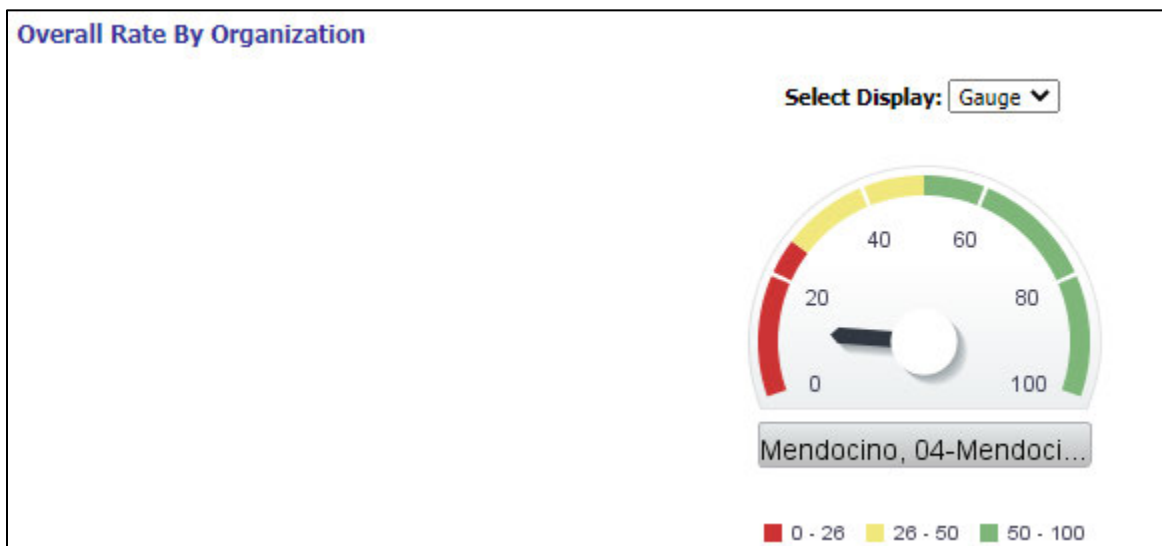 Overall Rate By Organization
Select Display: Gauge
40 60
20 80
0 100
Mendocino, 04-Mendoci...
0 - 26 26 - 50 50 - 100